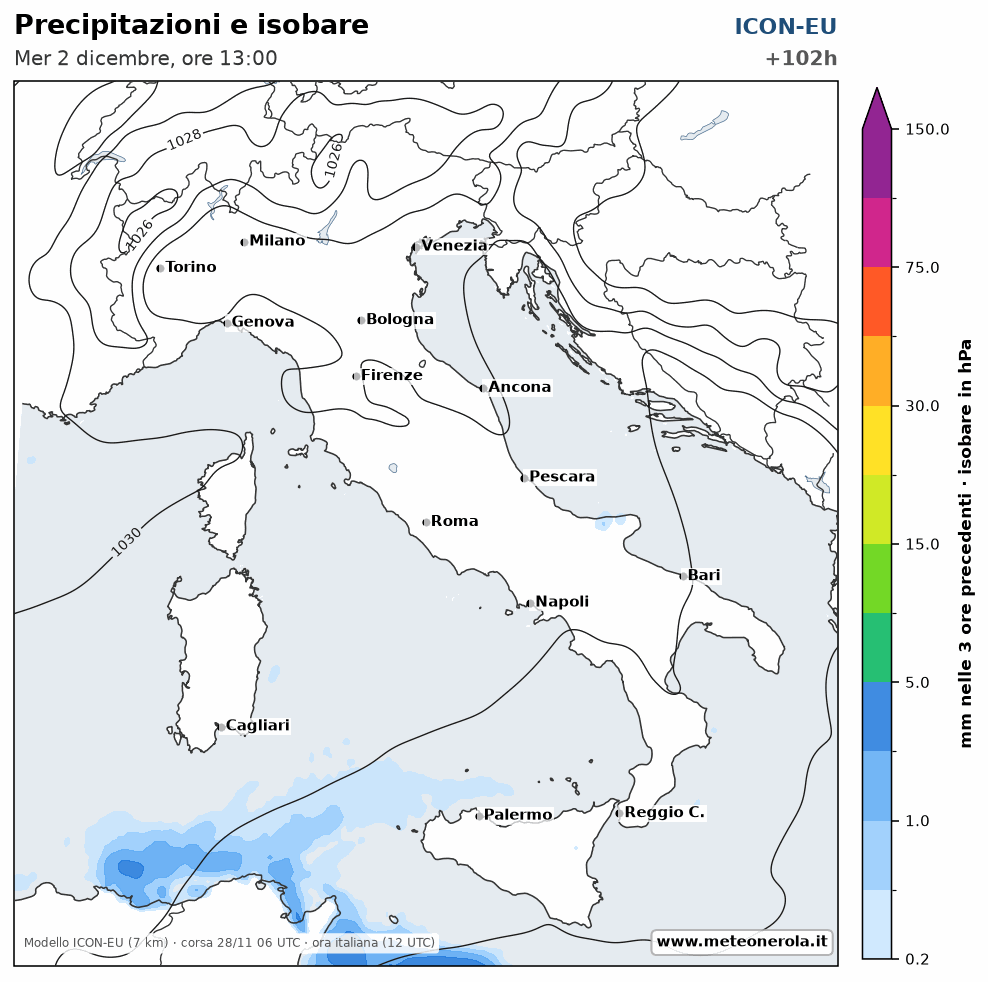 Precipitazioni e isobare
ICON-EU
Mer 2 dicembre, ore 13:00
+102h
1028
1026
1026
Milano
Venezia
Torino
Genova
Bologna
Firenze
Ancona
Pescara
Roma
1030
Bari
Napoli
Cagliari
Palermo
Reggio C.
Modello ICON-EU (7 km) · corsa 28/11 06 UTC · ora italiana (12 UTC)
www.meteonerola.it
150.0
75.0
30.0
15.0
5.0
1.0
0.2
mm nelle 3 ore precedenti · isobare in hPa